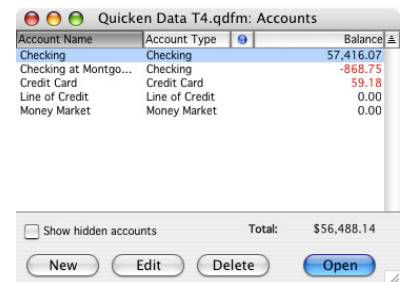 Quicken Data T4.qdfm: Accounts
Account Name Account Type Balance
Checking Checking 57,416.07
Checking at Montgo... Checking -868.75
Credit Card Credit Card 59.18
Line of Credit Line of Credit 0.00
Money Market Money Market 0.00
Show hidden accounts Total: $56,488.14
New Edit Delete Open